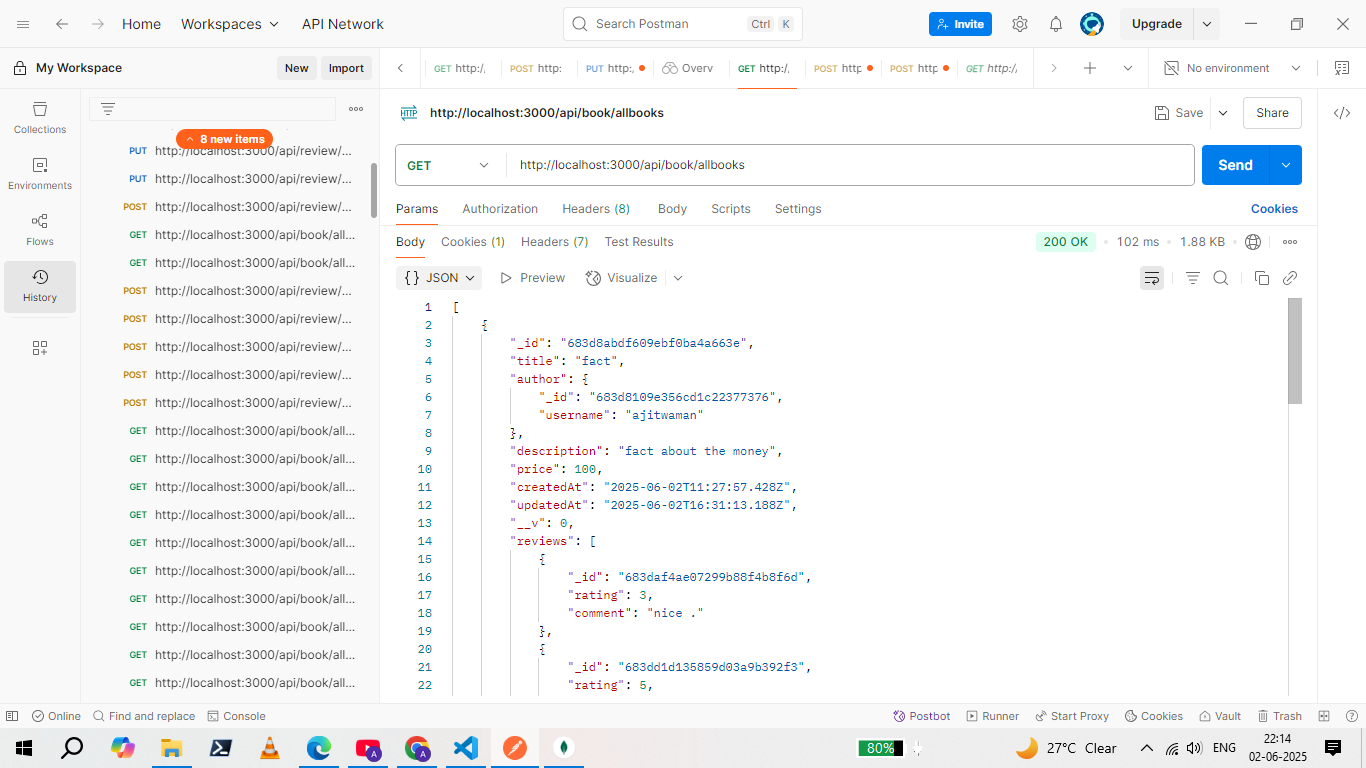 Home Workspaces API Network Search Postman Ctrl K Invite Upgrade
My Workspace New Import GET http:/, POST http: PUT http:, Overv GET http:/, POST http POST http GET http:/, No environment
Collections
Environments
Flows
History
8 new items
PUT http://localhost:3000/api/review/...
PUT http://localhost:3000/api/review/...
POST http://localhost:3000/api/review/...
GET http://localhost:3000/api/book/all...
GET http://localhost:3000/api/book/all...
POST http://localhost:3000/api/review/...
POST http://localhost:3000/api/review/...
POST http://localhost:3000/api/review/...
POST http://localhost:3000/api/review/...
POST http://localhost:3000/api/review/...
GET http://localhost:3000/api/book/all...
GET http://localhost:3000/api/book/all...
GET http://localhost:3000/api/book/all...
GET http://localhost:3000/api/book/all...
GET http://localhost:3000/api/book/all...
GET http://localhost:3000/api/book/all...
GET http://localhost:3000/api/book/all...
GET http://localhost:3000/api/book/all...
GET http://localhost:3000/api/book/all...
GET http://localhost:3000/api/book/all...
HTTP http://localhost:3000/api/book/allbooks Save Share
GET http://localhost:3000/api/book/allbooks Send
Params Authorization Headers (8) Body Scripts Settings Cookies
Body Cookies (1) Headers (7) Test Results 200 OK • 102 ms • 1.88 KB
{} JSON Preview Visualize
1 [
2 {
3 "_id": "683d8abdf609ebf0ba4a663e",
4 "title": "fact",
5 "author": {
6 "_id": "683d8109e356cd1c22377376",
7 "username": "ajitwaman"
8 },
9 "description": "fact about the money",
10 "price": 100,
11 "createdAt": "2025-06-02T11:27:57.428Z",
12 "updatedAt": "2025-06-02T16:31:13.188Z",
13 "__v": 0,
14 "reviews": [
15 {
16 "_id": "683daf4ae07299b88f4b8f6d",
17 "rating": 3,
18 "comment": "nice ."
19 },
20 {
21 "_id": "683dd1d135859d03a9b392f3",
22 "rating": 5,
Online Find and replace Console Postbot Runner Start Proxy Cookies Vault Trash
A A 80% 27°C Clear ENG 22:14
02-06-2025